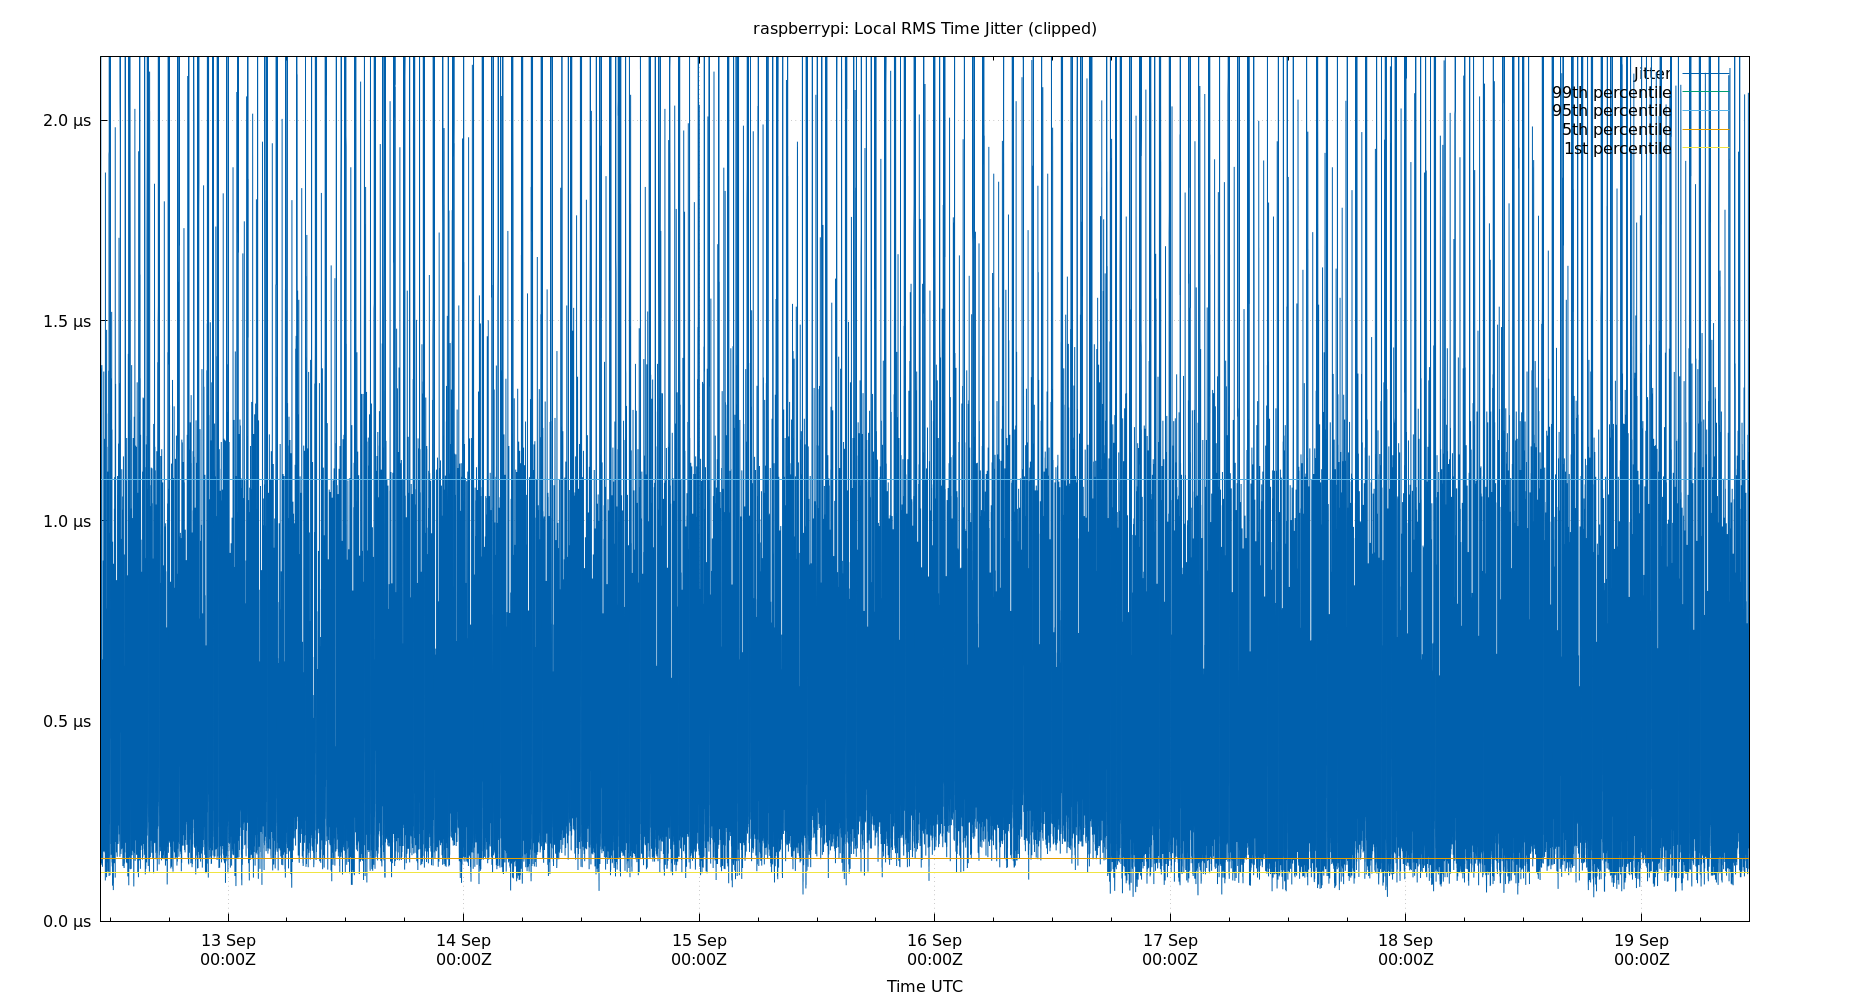 raspberrypi: Local RMS Time Jitter (clipped)
Jitter
99th percentile
95th percentile
5th percentile
1st percentile
2.0 µs
1.5 µs
1.0 µs
0.5 µs
0.0 µs
13 Sep 14 Sep 15 Sep 16 Sep 17 Sep 18 Sep 19 Sep
00:00Z 00:00Z 00:00Z 00:00Z 00:00Z 00:00Z 00:00Z
Time UTC